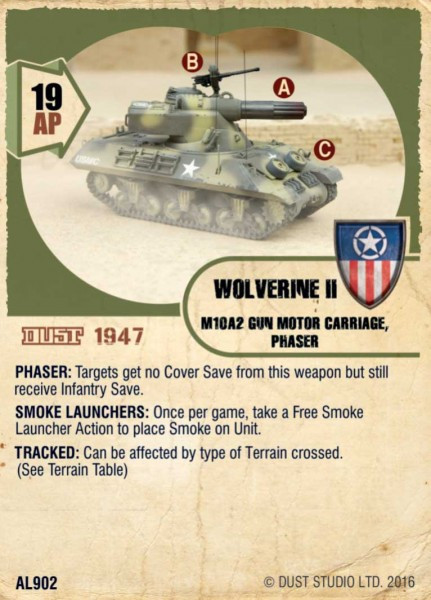 19
AP
B
A
C
USAMC
WOLVERINE II
M10A2 GUN MOTOR CARRIAGE,
PHASER
DUST 1947
PHASER: Targets get no Cover Save from this weapon but still
receive Infantry Save.
SMOKE LAUNCHERS: Once per game, take a Free Smoke
Launcher Action to place Smoke on Unit.
TRACKED: Can be affected by type of Terrain crossed.
(See Terrain Table)
AL902
© DUST STUDIO LTD. 2016